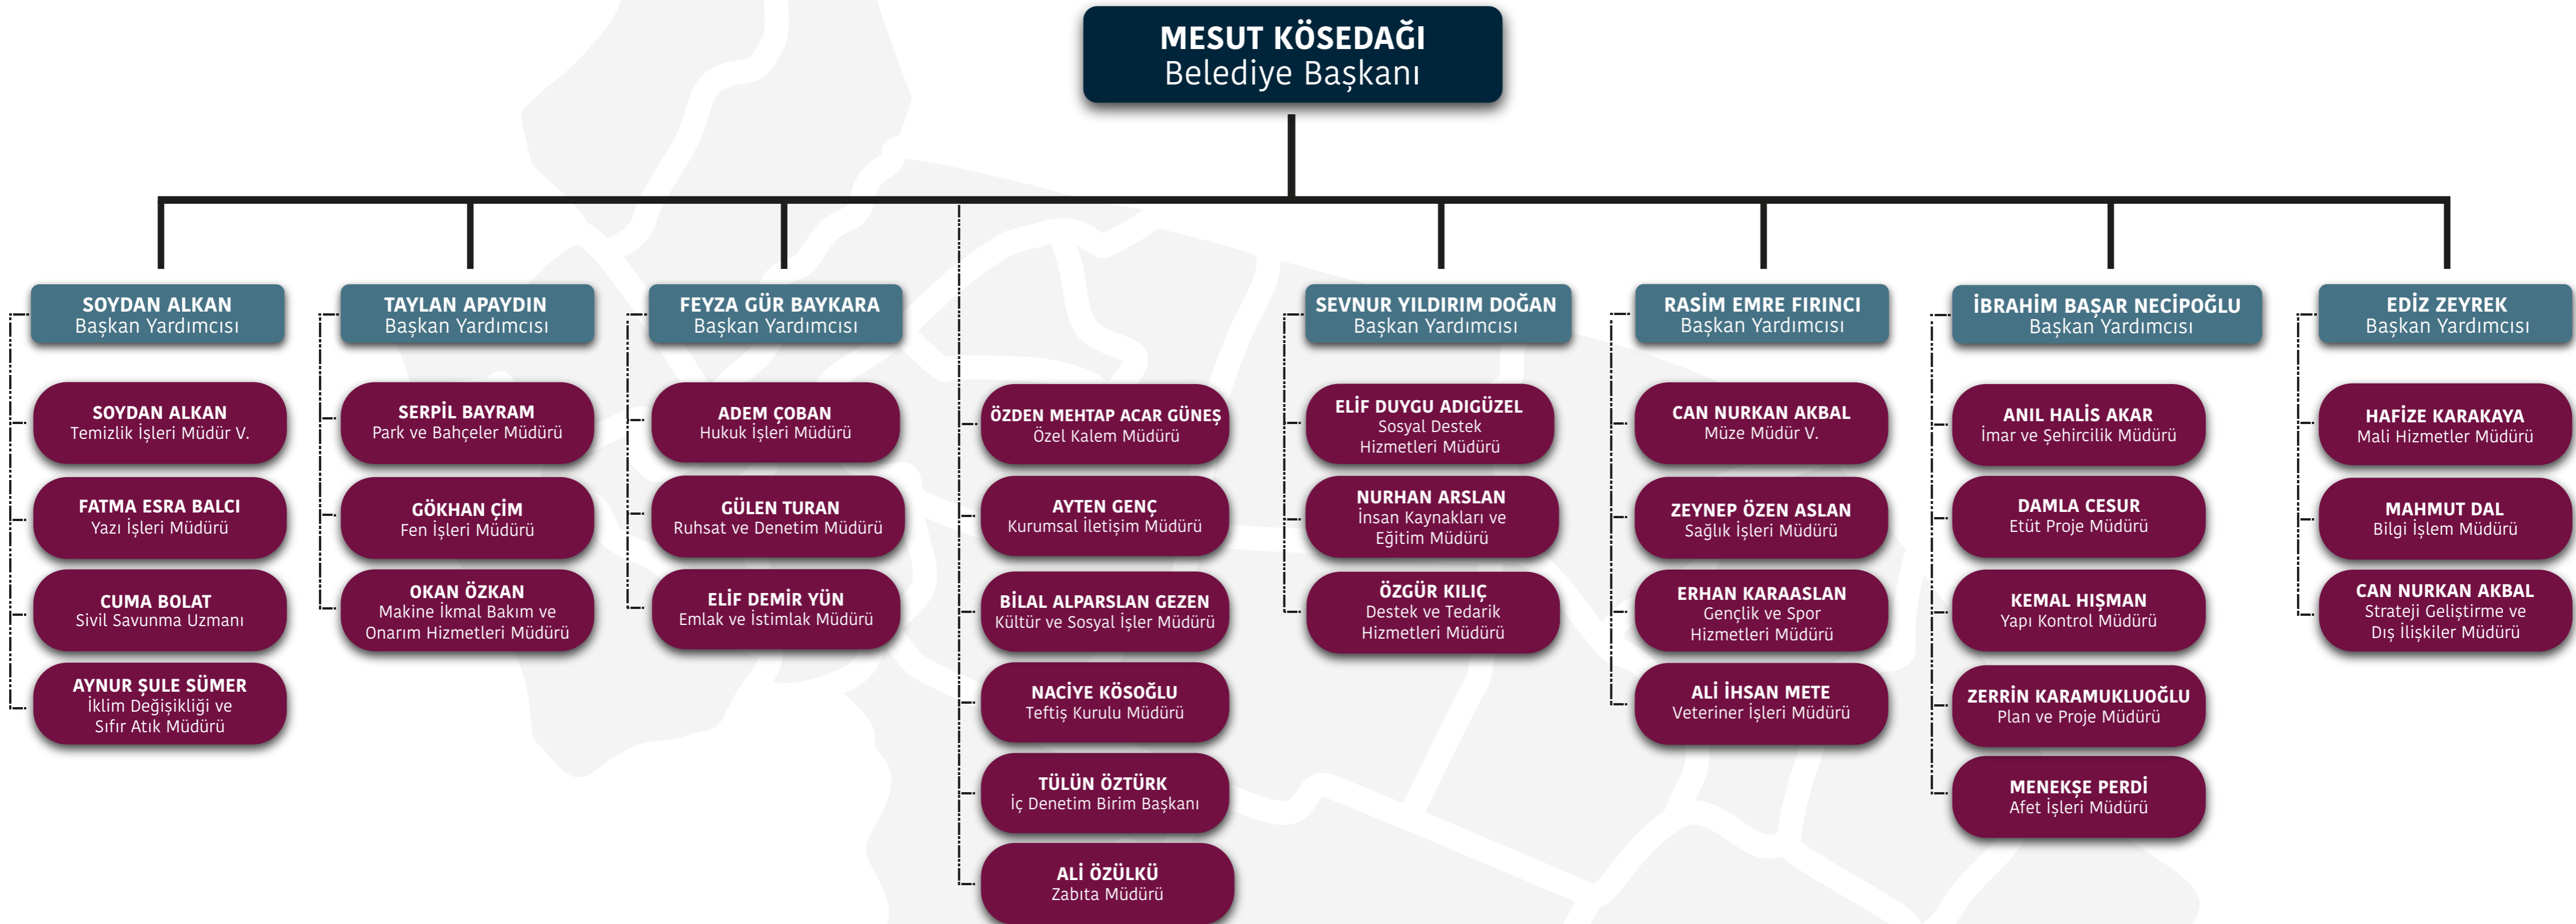 MESUT KÖSEDAĞI
Belediye Başkanı
SOYDAN ALKAN
Başkan Yardımcısı
SOYDAN ALKAN
Temizlik İşleri Müdür V.
FATMA ESRA BALCI
Yazı İşleri Müdürü
CUMA BOLAT
Sivil Savunma Uzmanı
AYNUR ŞULE SÜMER
İklim Değişikliği ve
Sıfır Atık Müdürü
TAYLAN APAYDIN
Başkan Yardımcısı
SERPİL BAYRAM
Park ve Bahçeler Müdürü
GÖKHAN ÇİM
Fen İşleri Müdürü
OKAN ÖZKAN
Makine İkmal Bakım ve
Onarım Hizmetleri Müdürü
FEYZA GÜR BAYKARA
Başkan Yardımcısı
ADEM ÇOBAN
Hukuk İşleri Müdürü
GÜLEN TURAN
Ruhsat ve Denetim Müdürü
ELİF DEMİR YÜN
Emlak ve İstimlak Müdürü
ÖZDEN MEHTAP ACAR GÜNEŞ
Özel Kalem Müdürü
AYTEN GENÇ
Kurumsal İletişim Müdürü
BİLAL ALPARSLAN GEZEN
Kültür ve Sosyal İşler Müdürü
NACİYE KÖSOĞLU
Teftiş Kurulu Müdürü
TÜLÜN ÖZTÜRK
İç Denetim Birim Başkanı
ALİ ÖZÜLKÜ
Zabıta Müdürü
SEVNUR YILDIRIM DOĞAN
Başkan Yardımcısı
ELİF DUYGU ADIGÜZEL
Sosyal Destek
Hizmetleri Müdürü
NURHAN ARSLAN
İnsan Kaynakları ve
Eğitim Müdürü
ÖZGÜR KILIÇ
Destek ve Tedarik
Hizmetleri Müdürü
RASİM EMRE FIRINCI
Başkan Yardımcısı
CAN NURKAN AKBAL
Müze Müdür V.
ZEYNEP ÖZEN ASLAN
Sağlık İşleri Müdürü
ERHAN KARAASLAN
Gençlik ve Spor
Hizmetleri Müdürü
ALİ İHSAN METE
Veteriner İşleri Müdürü
İBRAHİM BAŞAR NECİPOĞLU
Başkan Yardımcısı
ANIL HALİS AKAR
İmar ve Şehircilik Müdürü
DAMLA CESUR
Etüt Proje Müdürü
KEMAL HIŞMAN
Yapı Kontrol Müdürü
ZERRİN KARAMUKLUOĞLU
Plan ve Proje Müdürü
MENEKŞE PERDİ
Afet İşleri Müdürü
EDİZ ZEYREK
Başkan Yardımcısı
HAFİZE KARAKAYA
Mali Hizmetler Müdürü
MAHMUT DAL
Bilgi İşlem Müdürü
CAN NURKAN AKBAL
Strateji Geliştirme ve
Dış İlişkiler Müdürü